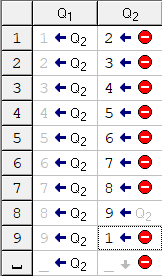 Q1 Q2
1 1 ← Q2 2 ←
2 2 ← Q2 3 ←
3 3 ← Q2 4 ←
4 4 ← Q2 5 ←
5 5 ← Q2 6 ←
6 6 ← Q2 7 ←
7 7 ← Q2 8 ←
8 8 ← Q2 9 ← Q2
9 9 ← Q2 1 ←
⎵ _ ← Q2 _ ↓